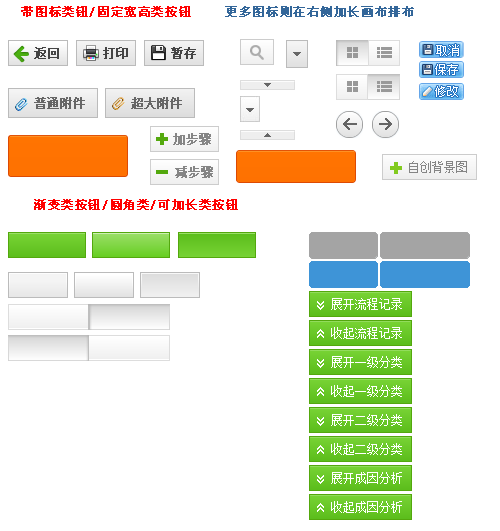 带图标类钮/固定宽高类按钮
更多图标则在右侧加长画布排布
返回
打印
暂存
取消
保存
修改
普通附件
超大附件
加步骤
减步骤
自创背景图
渐变类按钮/圆角类/可加长类按钮
展开流程记录
收起流程记录
展开一级分类
收起一级分类
展开二级分类
收起二级分类
展开成因分析
收起成因分析